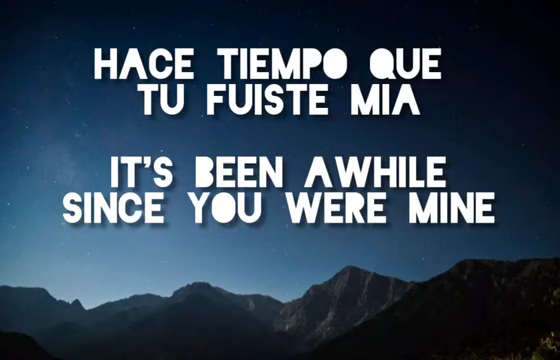 HACE TIEMPO QUE
TU FUISTE MIA
IT'S BEEN AWHILE
SINCE YOU WERE MINE